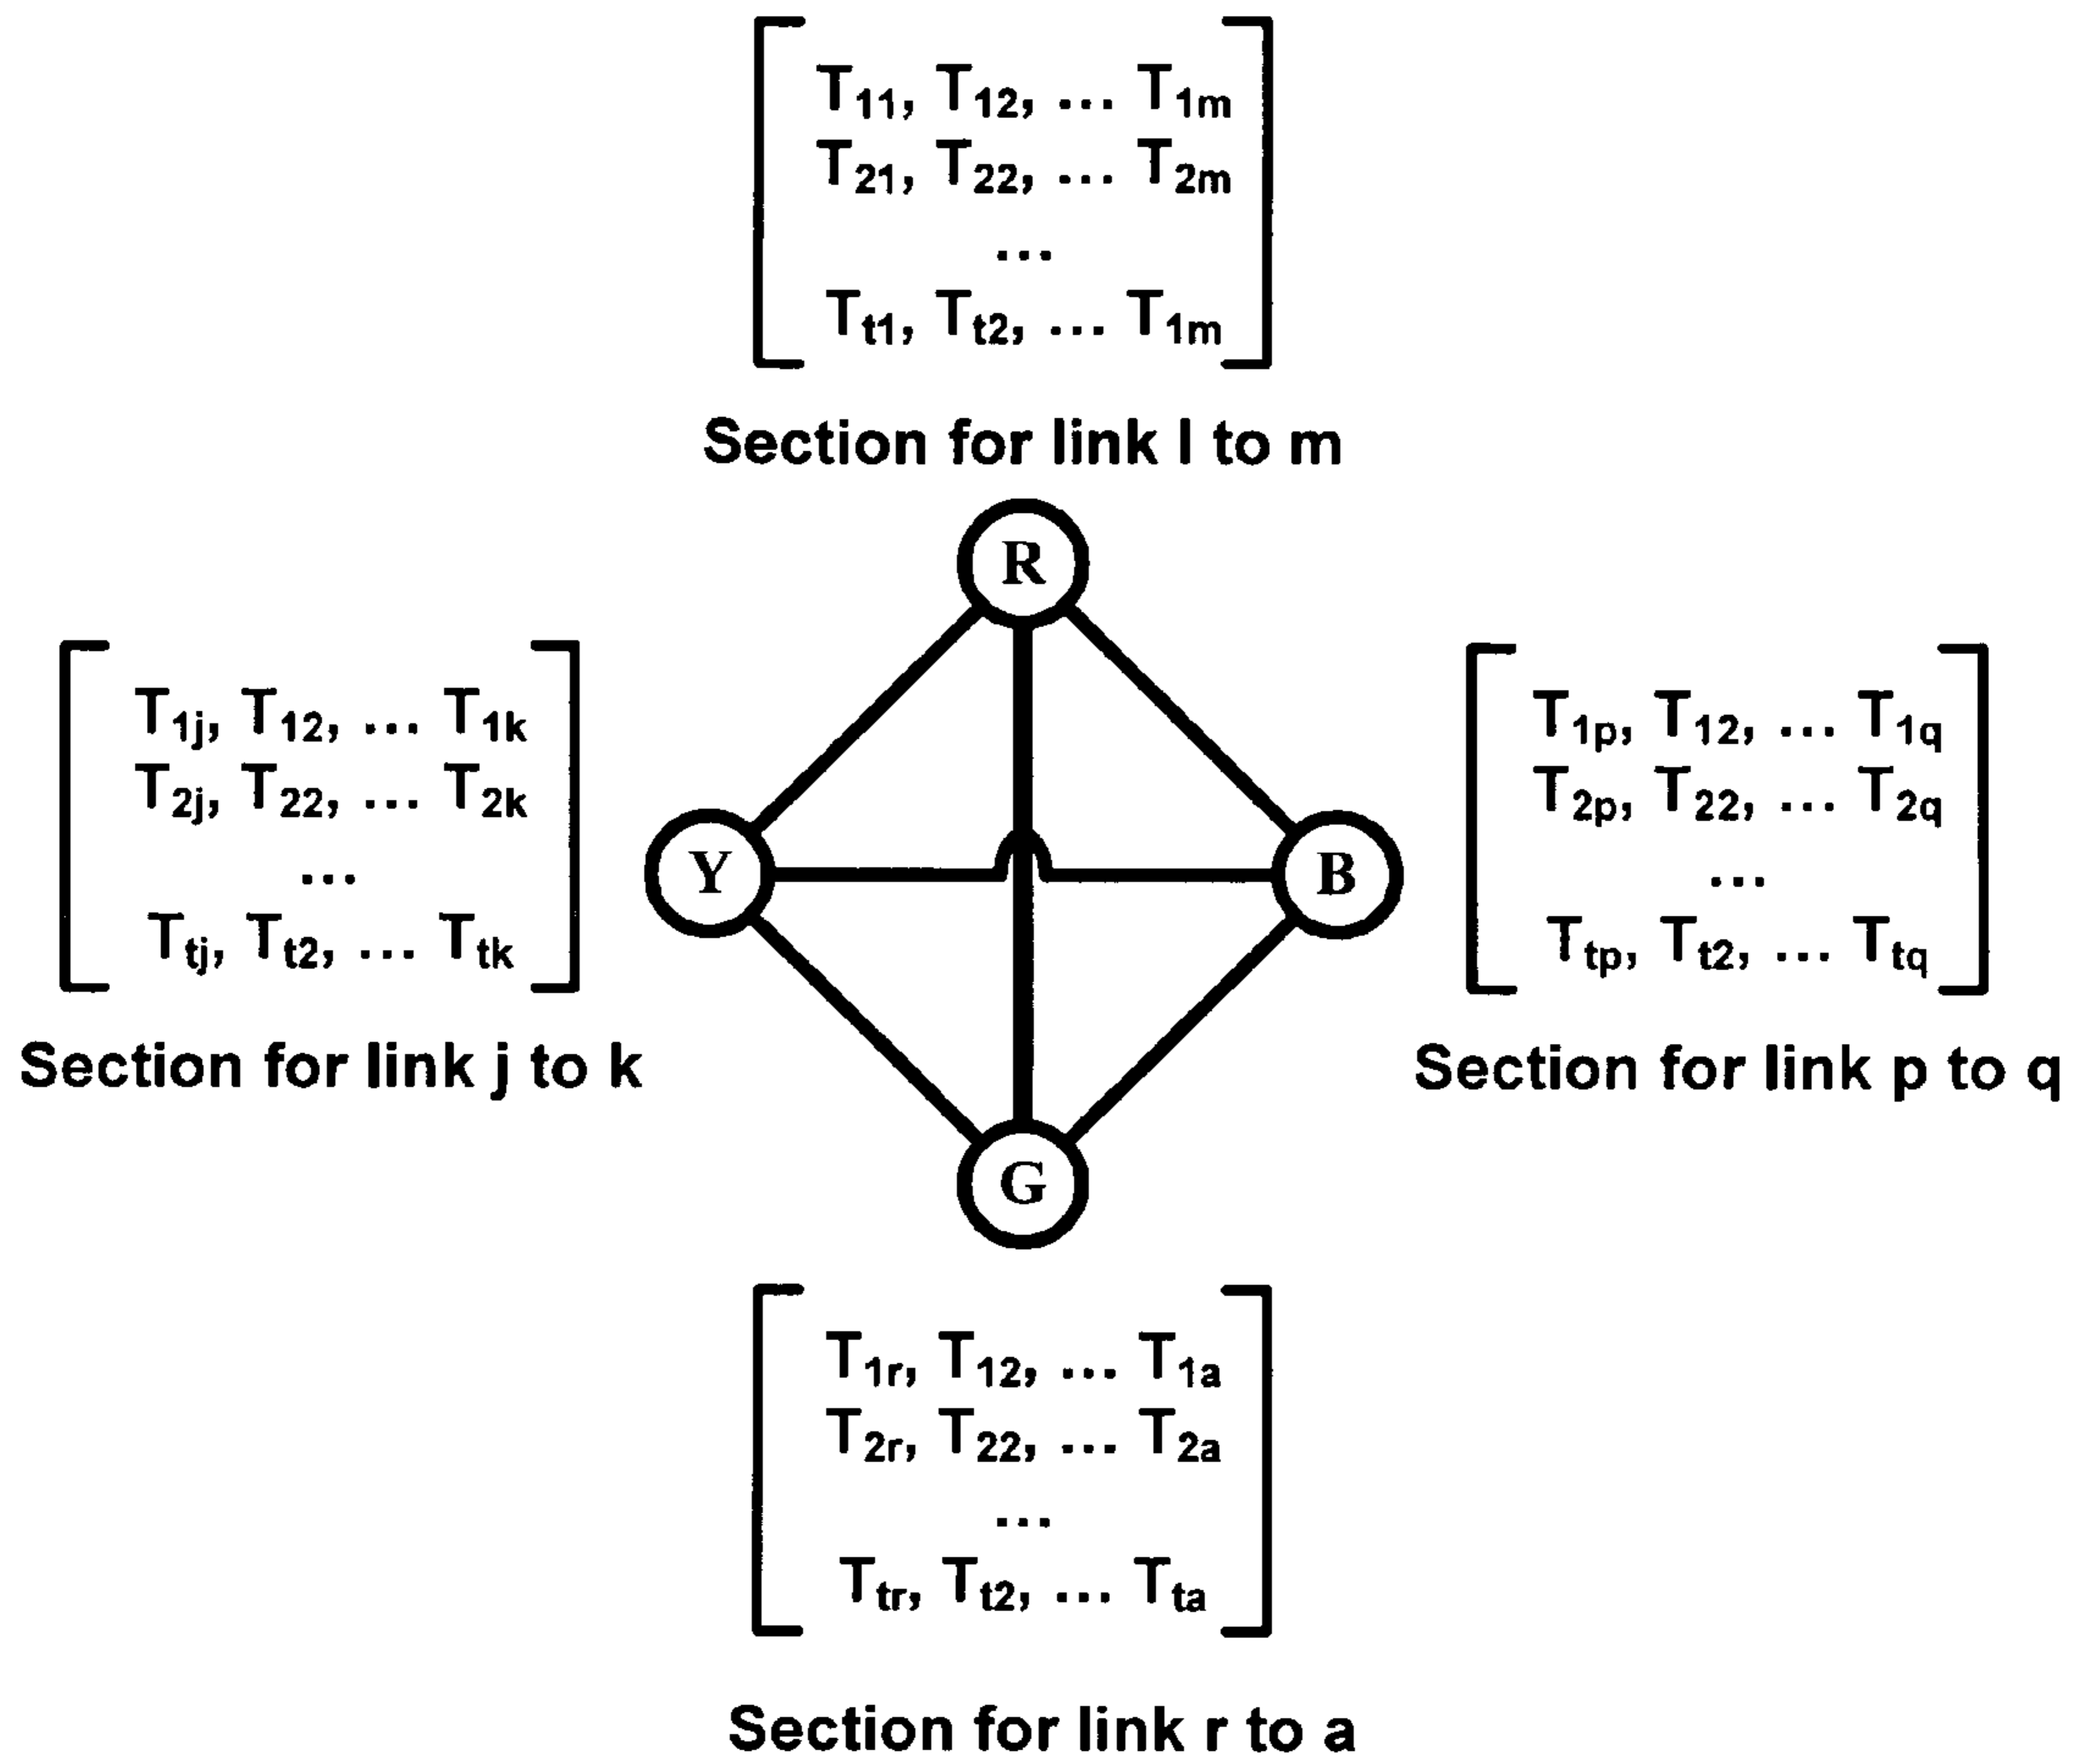 T11, T12, ... T1m
T21, T22, ... T2m
...
Tt1, Tt2, ... T1m
Section for link l to m
R
T1j, T12, ... T1k
T2j, T22, ... T2k
...
Ttj, Tt2, ... Ttk
Section for link j to k
Y
B
T1p, T12, ... T1q
T2p, T22, ... T2q
...
Ttp, Tt2, ... Ttq
Section for link p to q
G
T1r, T12, ... T1a
T2r, T22, ... T2a
...
Ttr, Tt2, ... Tta
Section for link r to a